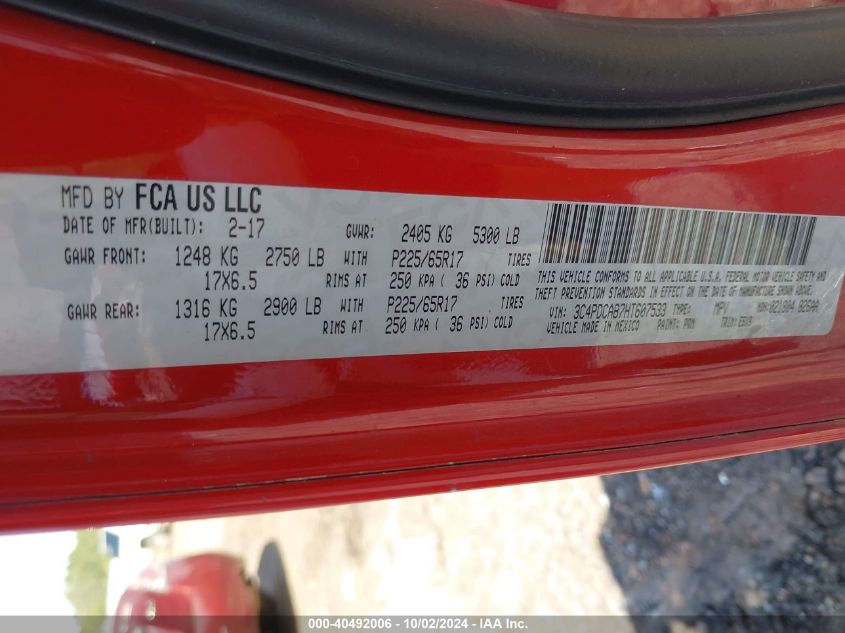 MFD BY FCA US LLC
DATE OF MFR(BUILT): 2-17 GVWR: 2405 KG 5300 LB
GAWR FRONT: 1248 KG 2750 LB WITH P225/65R17 TIRES
17X6.5 RIMS AT 250 KPA ( 36 PSI) COLD
GAWR REAR: 1316 KG 2900 LB WITH P225/65R17 TIRES
17X6.5 RIMS AT 250 KPA ( 36 PSI) COLD
THIS VEHICLE CONFORMS TO ALL APPLICABLE U.S.A. FEDERAL MOTOR VEHICLE SAFETY AND
THEFT PREVENTION STANDARDS IN EFFECT ON THE DATE OF MANUFACTURE SHOWN ABOVE.
VIN: 3C4PDCAB7HT607533 TYPE: MPV MDH:
VEHICLE MADE IN MEXICO PAINT: PRM TRIM:
000-40492006 - 10/02/2024 - IAA Inc.